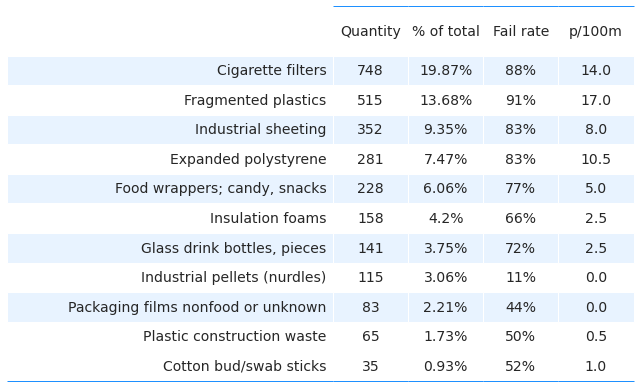 Quantity % of total Fail rate p/100m
Cigarette filters 748 19.87% 88% 14.0
Fragmented plastics 515 13.68% 91% 17.0
Industrial sheeting 352 9.35% 83% 8.0
Expanded polystyrene 281 7.47% 83% 10.5
Food wrappers; candy, snacks 228 6.06% 77% 5.0
Insulation foams 158 4.2% 66% 2.5
Glass drink bottles, pieces 141 3.75% 72% 2.5
Industrial pellets (nurdles) 115 3.06% 11% 0.0
Packaging films nonfood or unknown 83 2.21% 44% 0.0
Plastic construction waste 65 1.73% 50% 0.5
Cotton bud/swab sticks 35 0.93% 52% 1.0